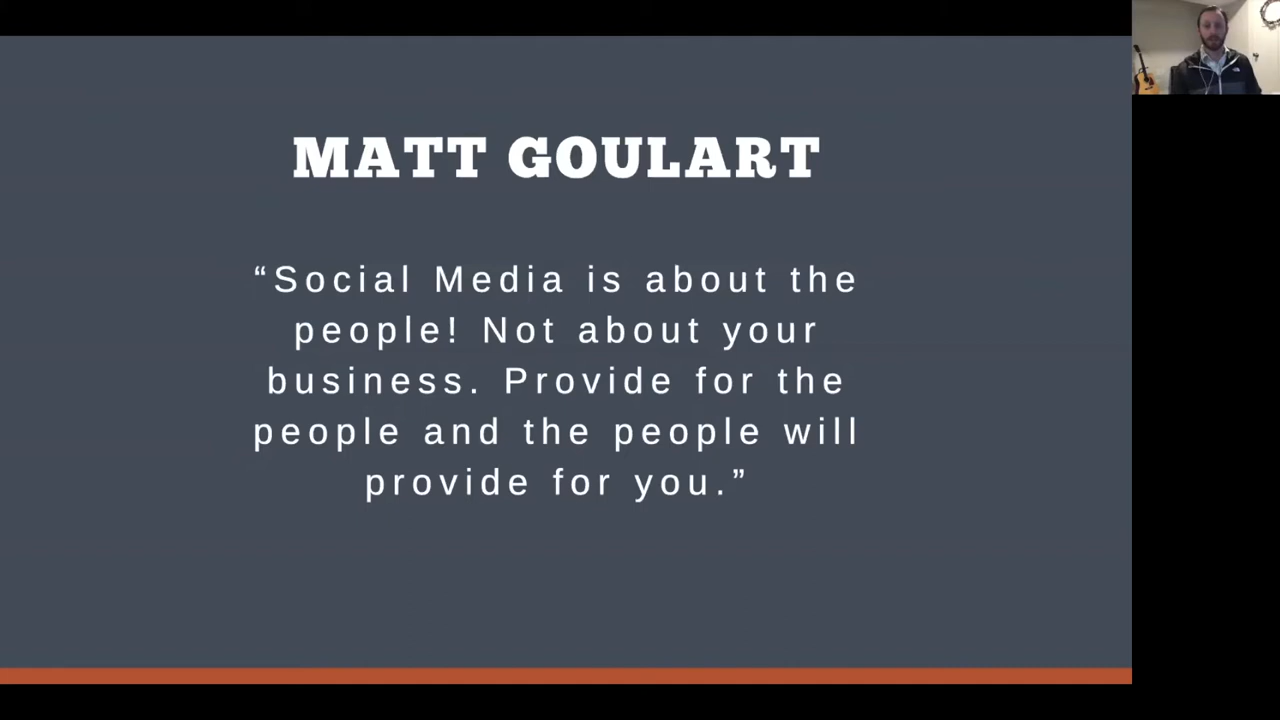 MATT GOULART
“Social Media is about the
people! Not about your
business. Provide for the
people and the people will
provide for you.”